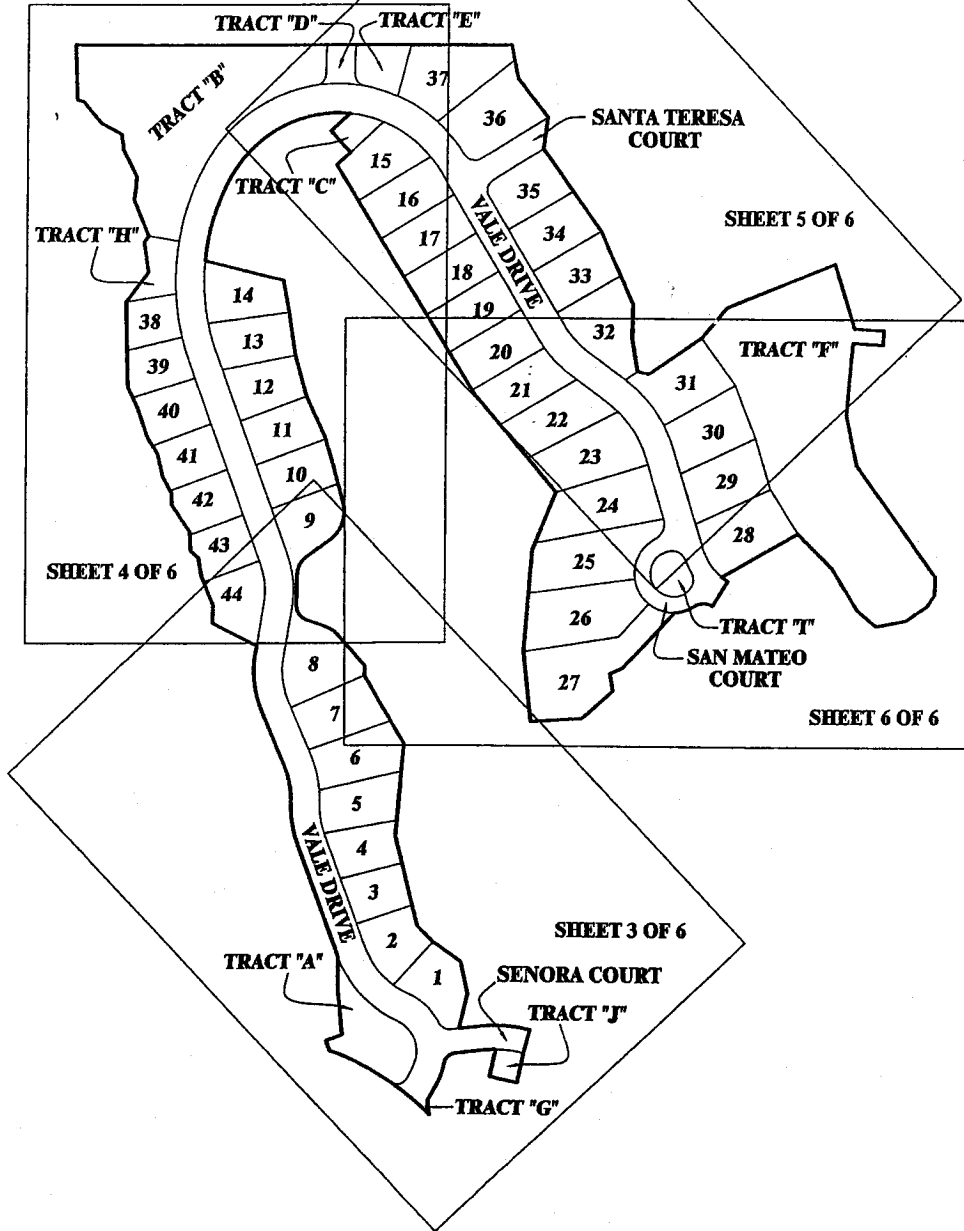 TRACT "D"
TRACT "E"
TRACT "B"
37
36
SANTA TERESA
COURT
15
TRACT "C"
16
35
17
VALE DRIVE
34
SHEET 5 OF 6
TRACT "H"
18
33
14
19
32
38
13
20
TRACT "F"
39
12
21
31
40
22
30
11
41
23
29
10
42
24
9
28
43
25
SHEET 4 OF 6
44
26
TRACT "I"
SAN MATEO
COURT
8
27
7
SHEET 6 OF 6
6
5
4
VALE DRIVE
3
2
SHEET 3 OF 6
TRACT "A"
1
SENORA COURT
TRACT "J"
TRACT "G"